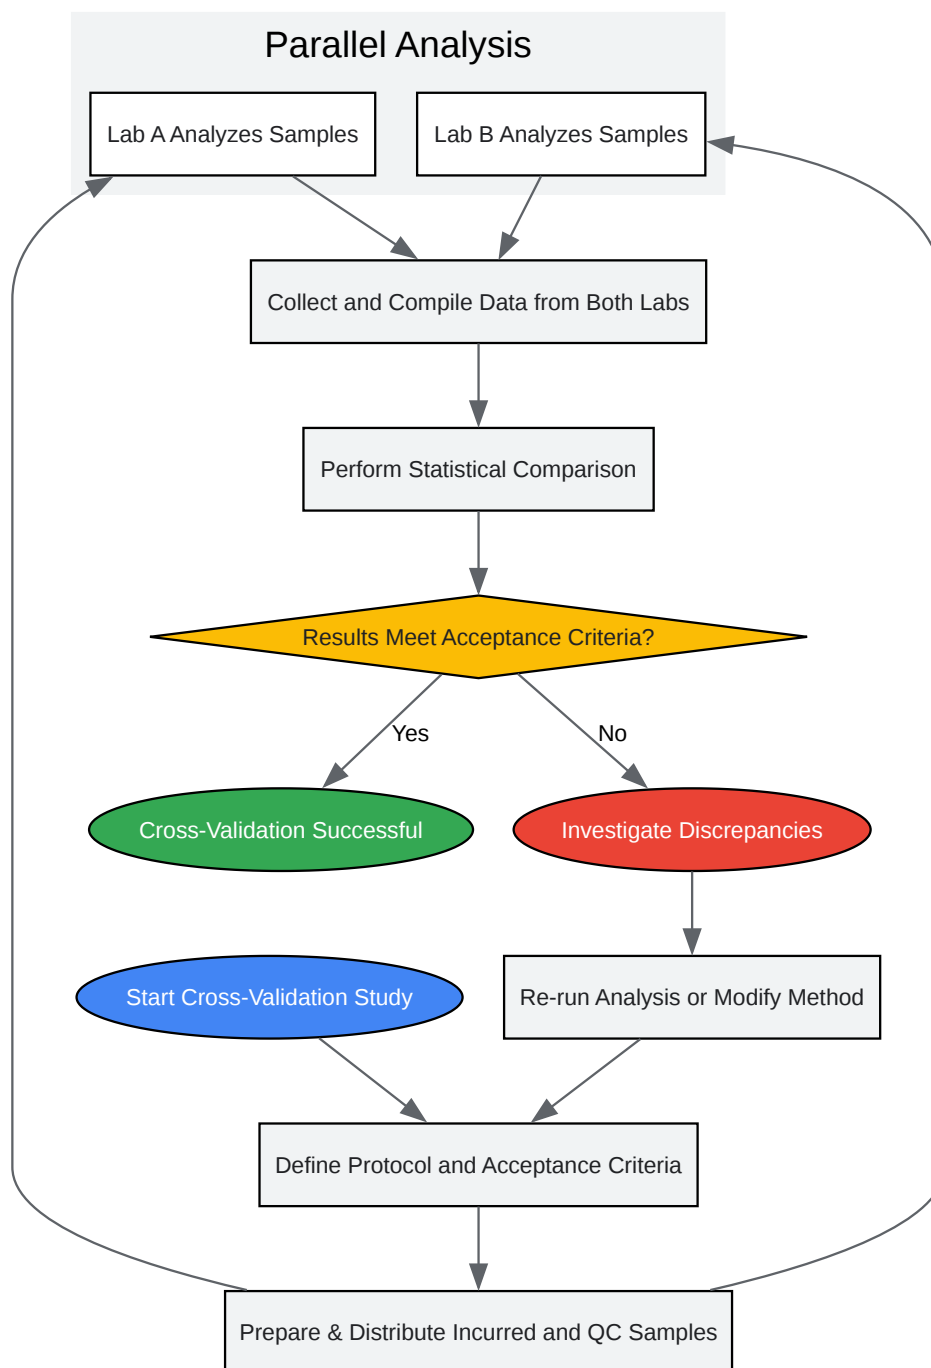 Parallel Analysis
Lab A Analyzes Samples
Lab B Analyzes Samples
Collect and Compile Data from Both Labs
Perform Statistical Comparison
Results Meet Acceptance Criteria?
Yes
No
Cross-Validation Successful
Investigate Discrepancies
Start Cross-Validation Study
Re-run Analysis or Modify Method
Define Protocol and Acceptance Criteria
Prepare & Distribute Incurred and QC Samples